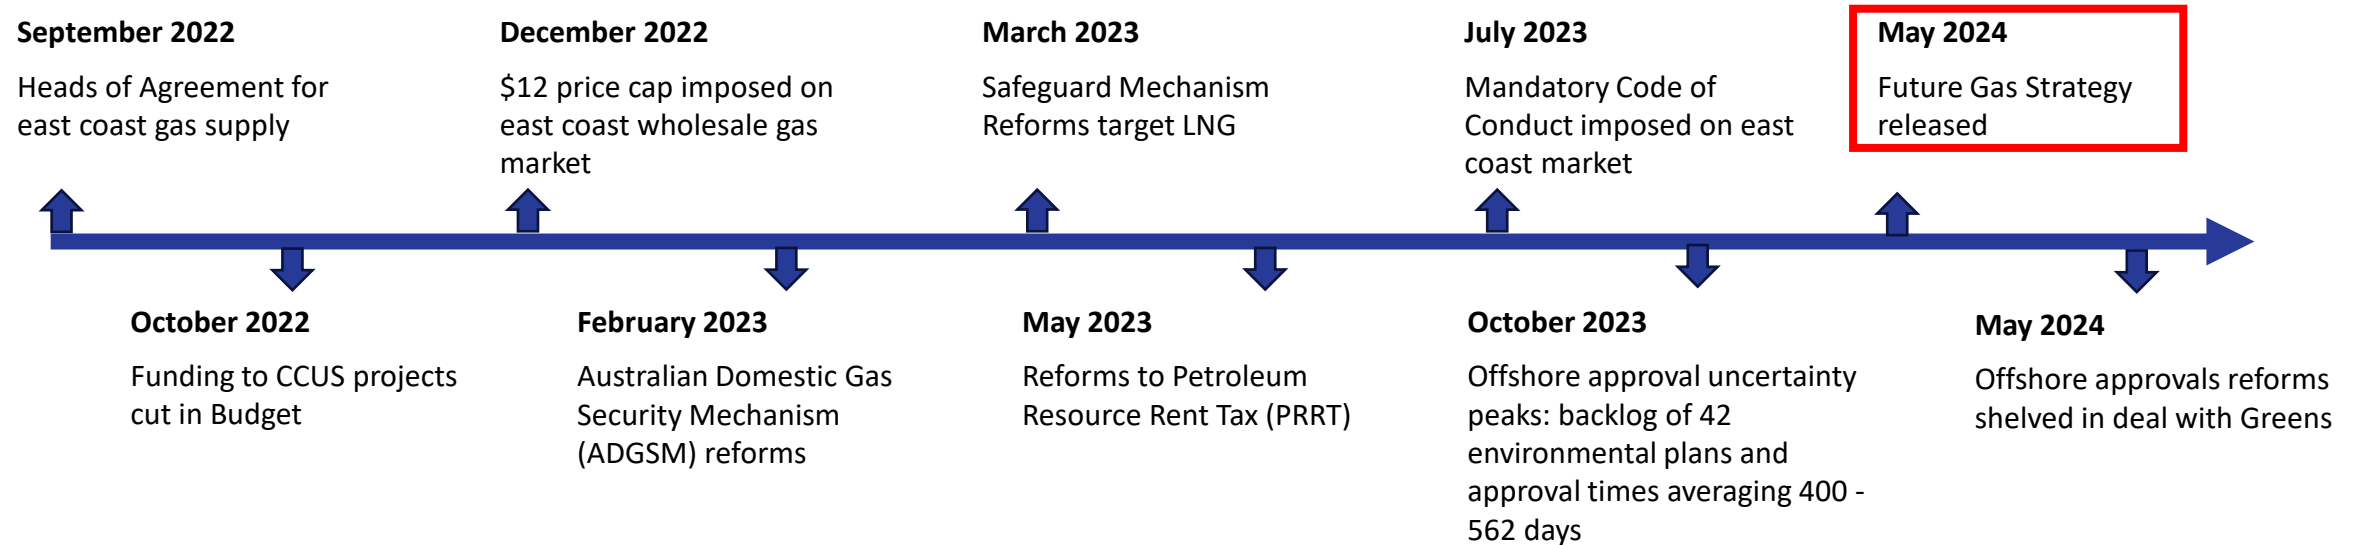 September 2022
Heads of Agreement for
east coast gas supply
December 2022
$12 price cap imposed on
east coast wholesale gas
market
March 2023
Safeguard Mechanism
Reforms target LNG
July 2023
Mandatory Code of
Conduct imposed on east
coast market
May 2024
Future Gas Strategy
released
October 2022
Funding to CCUS projects
cut in Budget
February 2023
Australian Domestic Gas
Security Mechanism
(ADGSM) reforms
May 2023
Reforms to Petroleum
Resource Rent Tax (PRRT)
October 2023
Offshore approval uncertainty
peaks: backlog of 42
environmental plans and
approval times averaging 400 -
562 days
May 2024
Offshore approvals reforms
shelved in deal with Greens